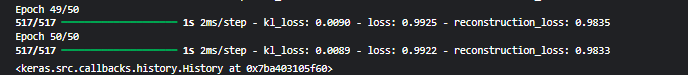 Epoch 49/50
517/517 ━━━━━━━━━━━━━━━━━━━━ 1s 2ms/step - kl_loss: 0.0090 - loss: 0.9925 - reconstruction_loss: 0.9835
Epoch 50/50
517/517 ━━━━━━━━━━━━━━━━━━━━ 1s 2ms/step - kl_loss: 0.0089 - loss: 0.9922 - reconstruction_loss: 0.9833
<keras.src.callbacks.history.History at 0x7ba403105f60>